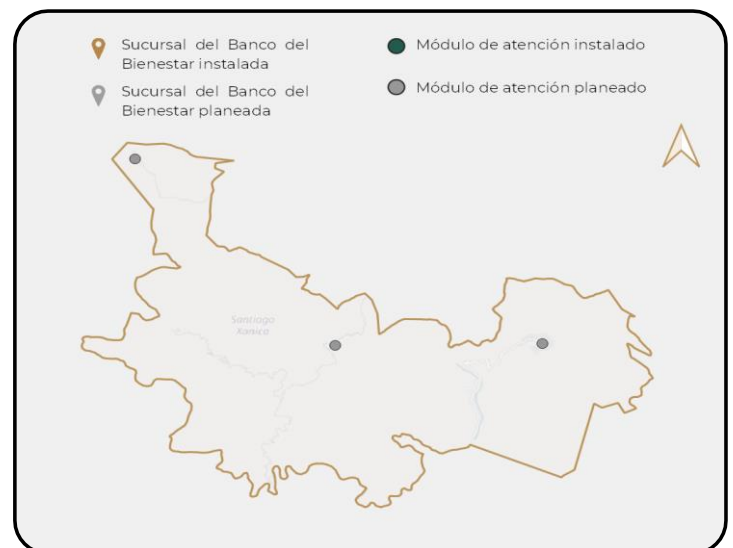 Sucursal del Banco del
Bienestar instalada
Sucursal del Banco del
Bienestar planeada
Módulo de atención instalado
Módulo de atención planeado
Santiago
Xanica